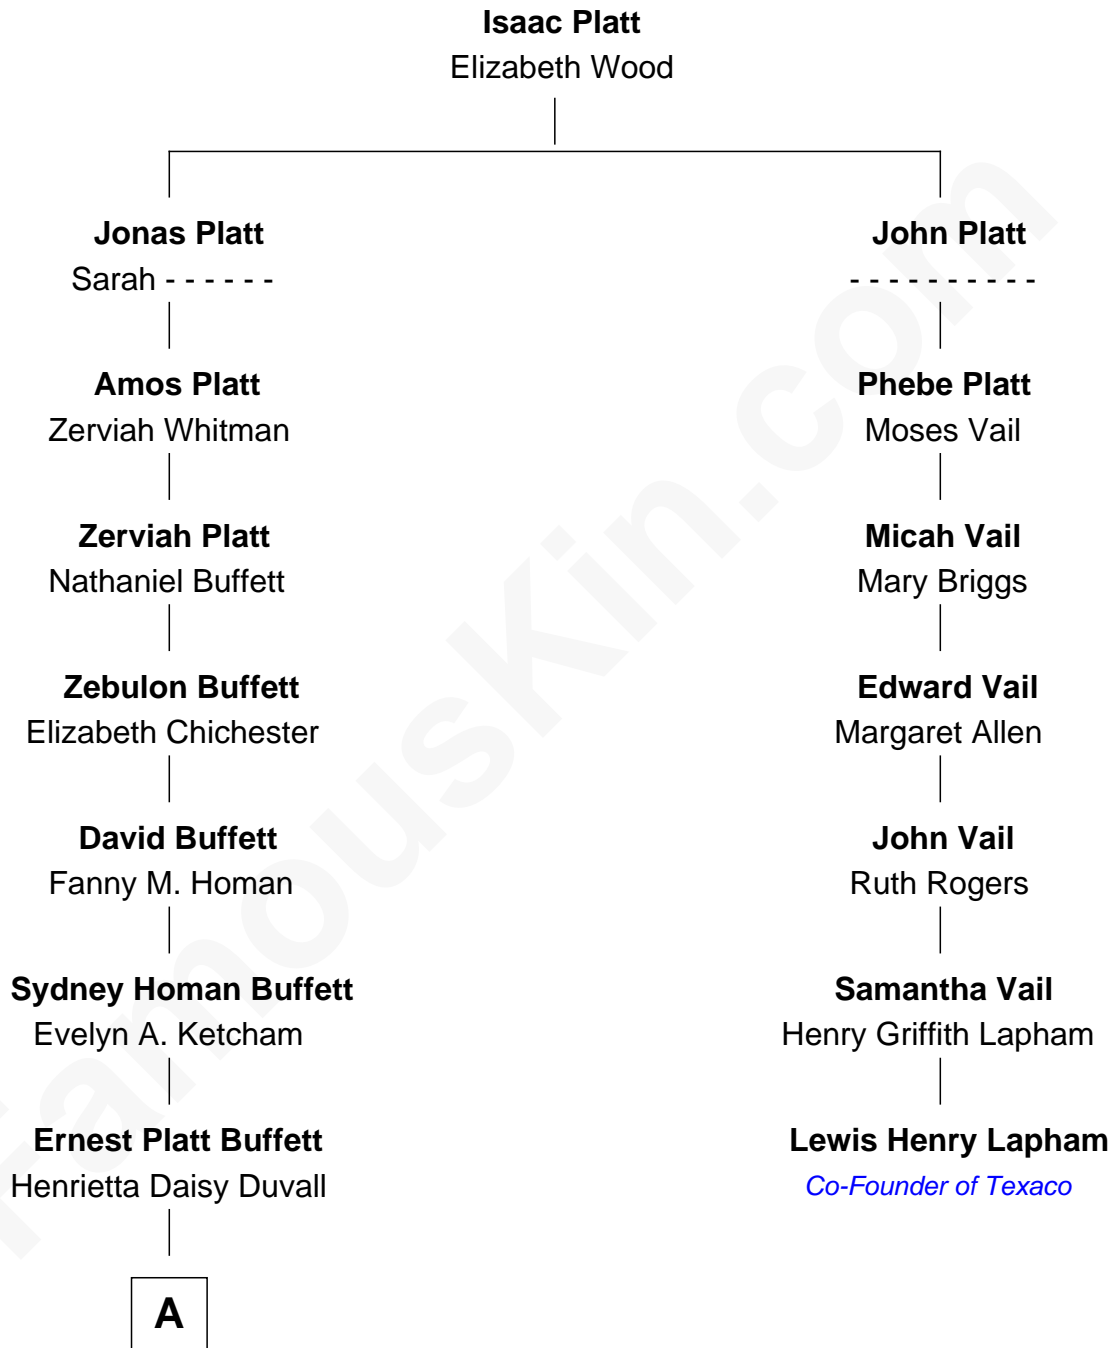 Isaac Platt
Elizabeth Wood
Jonas Platt
Sarah - - - - - -
John Platt
- - - - - - - - - -
Amos Platt
Zerviah Whitman
Phebe Platt
Moses Vail
Zerviah Platt
Nathaniel Buffett
Micah Vail
Mary Briggs
Zebulon Buffett
Elizabeth Chichester
Edward Vail
Margaret Allen
David Buffett
Fanny M. Homan
John Vail
Ruth Rogers
Sydney Homan Buffett
Evelyn A. Ketcham
Samantha Vail
Henry Griffith Lapham
Ernest Platt Buffett
Henrietta Daisy Duvall
Lewis Henry Lapham
Co-Founder of Texaco
A
FamousKin.com